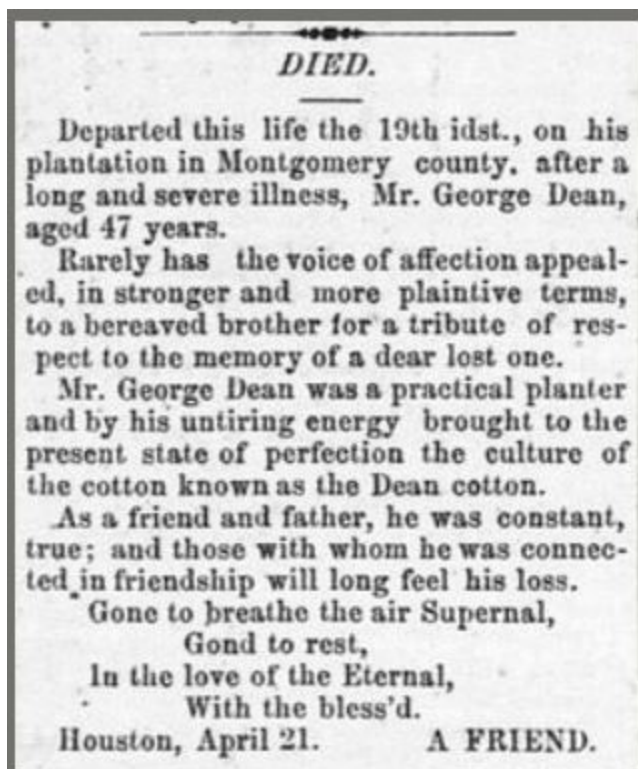 DIED.
Departed this life the 19th idst., on his
plantation in Montgomery county. after a
long and severe illness, Mr. George Dean,
aged 47 years.
Rarely has the voice of affection appeal-
ed, in stronger and more plaintive terms,
to a bereaved brother for a tribute of res-
pect to the memory of a dear lost one.
Mr. George Dean was a practical planter
and by his untiring energy brought to the
present state of perfection the culture of
the cotton known as the Dean cotton.
As a friend and father, he was constant,
true; and those with whom he was connec-
ted in friendship will long feel his loss.
Gone to breathe the air Supernal,
Gond to rest,
In the love of the Eternal,
With the bless'd.
Houston, April 21. A FRIEND.